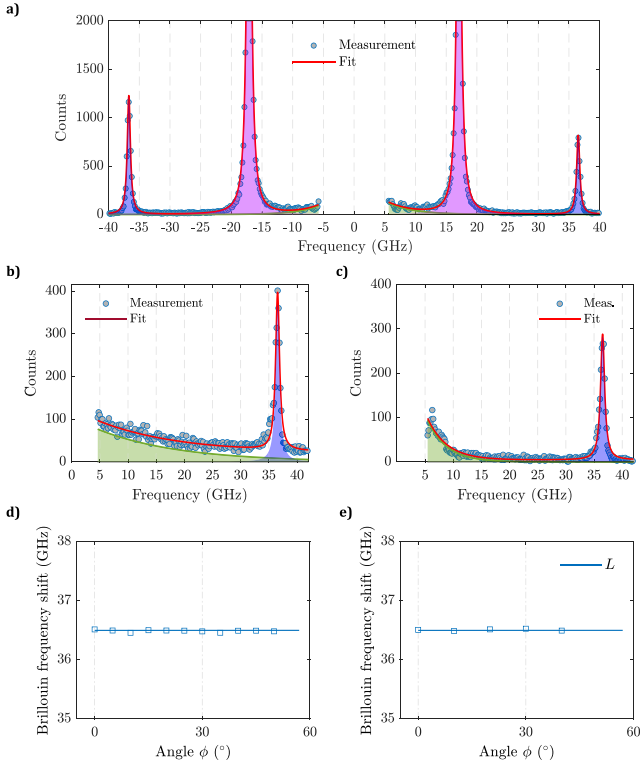 a)
2000
1500
1000
500
0
Counts
Measurement
Fit
-40 -35 -30 -25 -20 -15 -10 -5 0 5 10 15 20 25 30 35 40
Frequency (GHz)
b)
400
300
200
100
0
Counts
Measurement
Fit
0 5 10 15 20 25 30 35 40
Frequency (GHz)
c)
400
300
200
100
0
Counts
Meas.
Fit
0 5 10 15 20 25 30 35 40
Frequency (GHz)
d)
38
37
36
35
Brillouin frequency shift (GHz)
0 30 60
Angle ϕ (°)
e)
38
37
36
35
Brillouin frequency shift (GHz)
L
0 30 60
Angle ϕ (°)